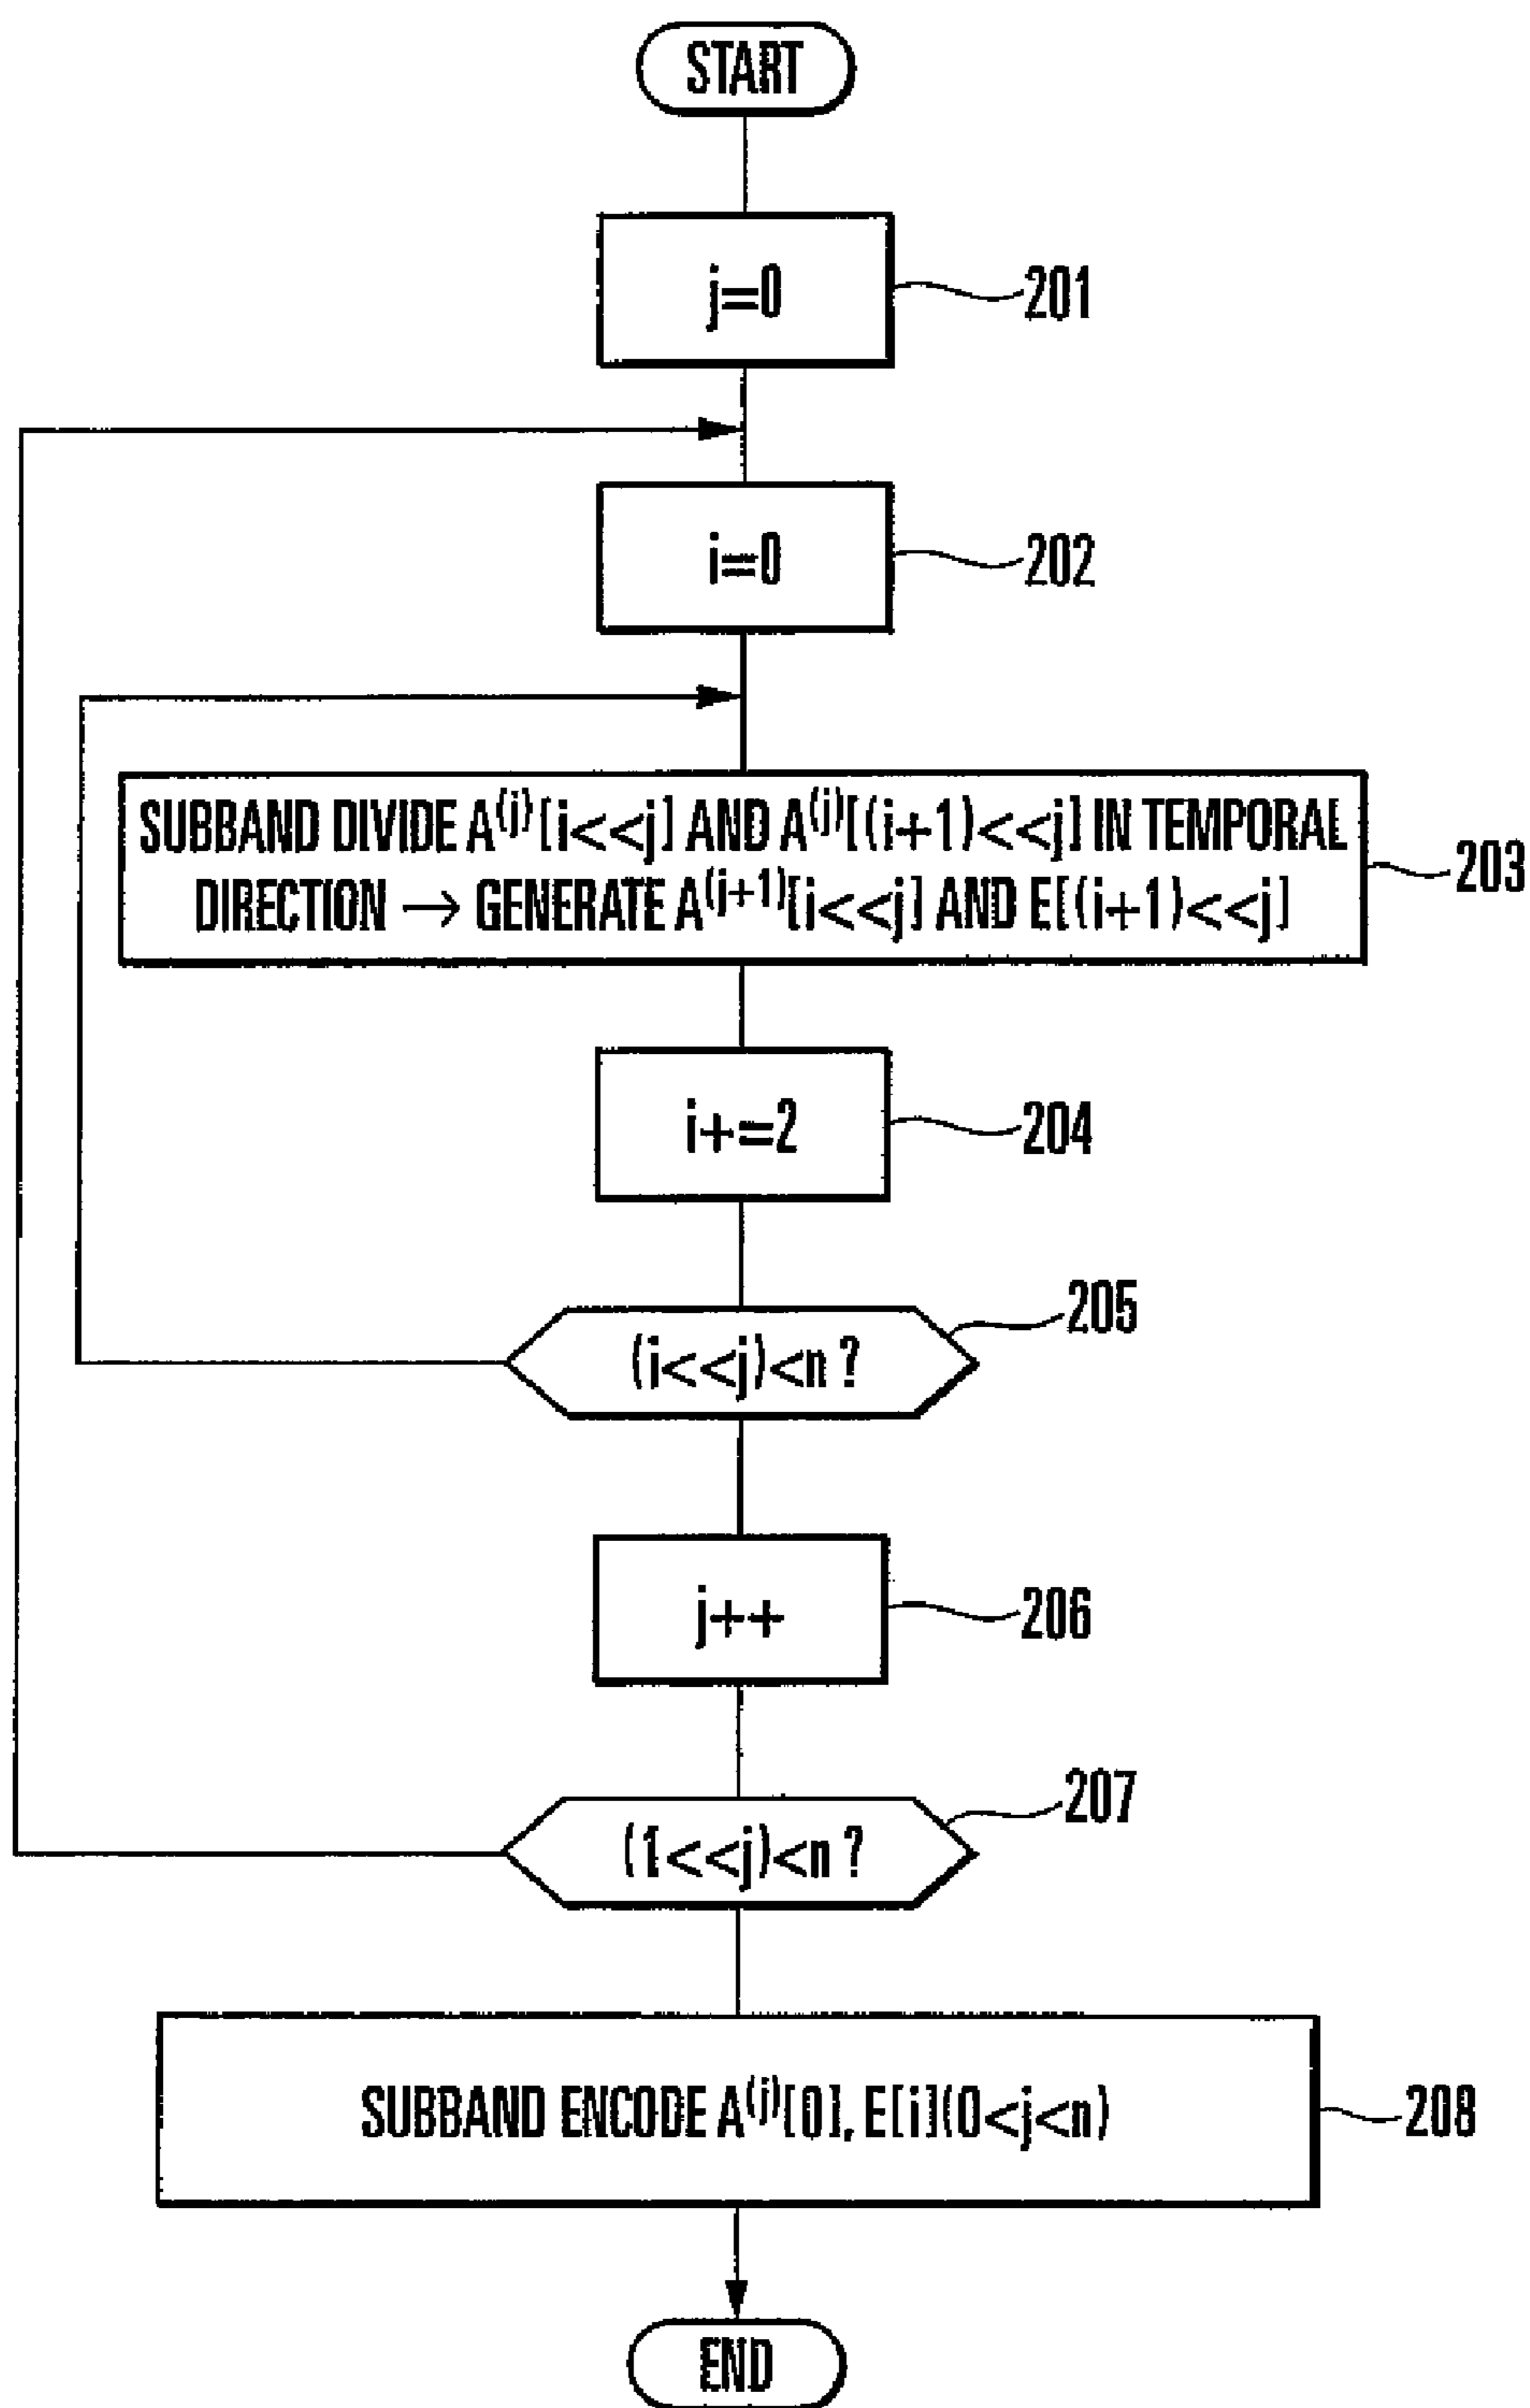 START
j=0
201
i=0
202
SUBBAND DIVIDE A^(j)[i<<j] AND A^(j)[(i+1)<<j] IN TEMPORAL
DIRECTION → GENERATE A^(j+1)[i<<j] AND E[(i+1)<<j]
203
i+=2
204
(i<<j)<n ?
205
j++
206
(1<<j)<n ?
207
SUBBAND ENCODE A^(j)[0], E[i](0<j<n)
208
END